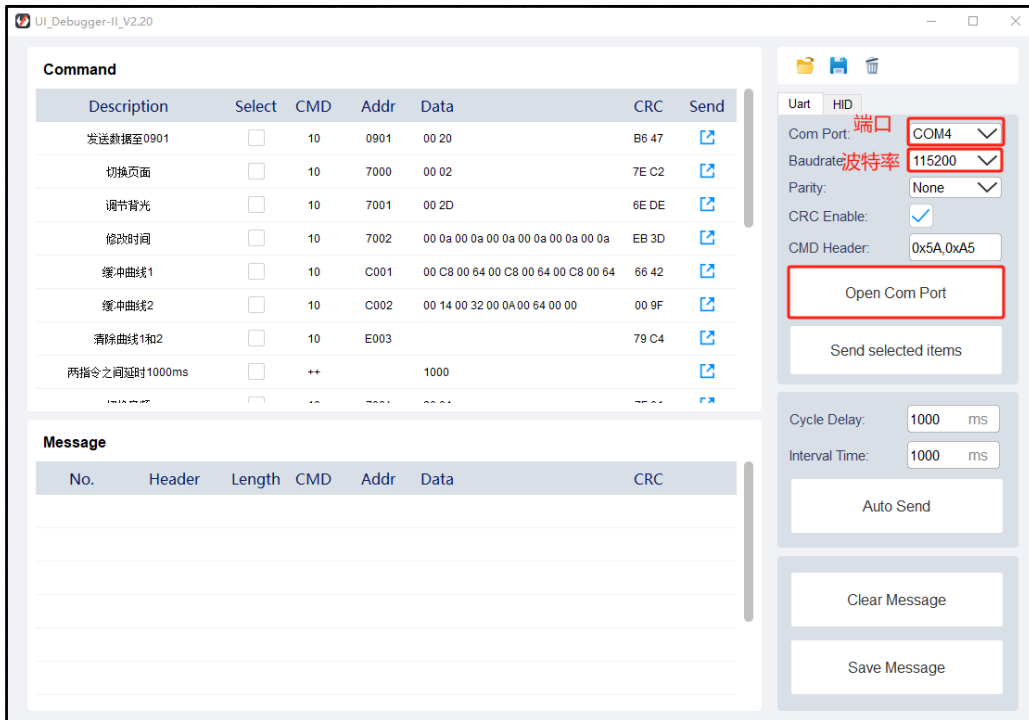 UI_Debugger-II_V2.20
Command
Description Select CMD Addr Data CRC Send
发送数据至0901 10 0901 00 20 B6 47
切换页面 10 7000 00 02 7E C2
调节背光 10 7001 00 2D 6E DE
修改时间 10 7002 00 0a 00 0a 00 0a 00 0a 00 0a 00 0a EB 3D
缓冲曲线1 10 C001 00 C8 00 64 00 C8 00 64 00 C8 00 64 66 42
缓冲曲线2 10 C002 00 14 00 32 00 0A 00 64 00 00 00 9F
清除曲线1和2 10 E003 79 C4
两指令之间延时1000ms ++ 1000
Message
No. Header Length CMD Addr Data CRC
Uart HID
Com Port: 端口 COM4
Baudrate 波特率 115200
Parity: None
CRC Enable:
CMD Header: 0x5A,0xA5
Open Com Port
Send selected items
Cycle Delay: 1000 ms
Interval Time: 1000 ms
Auto Send
Clear Message
Save Message